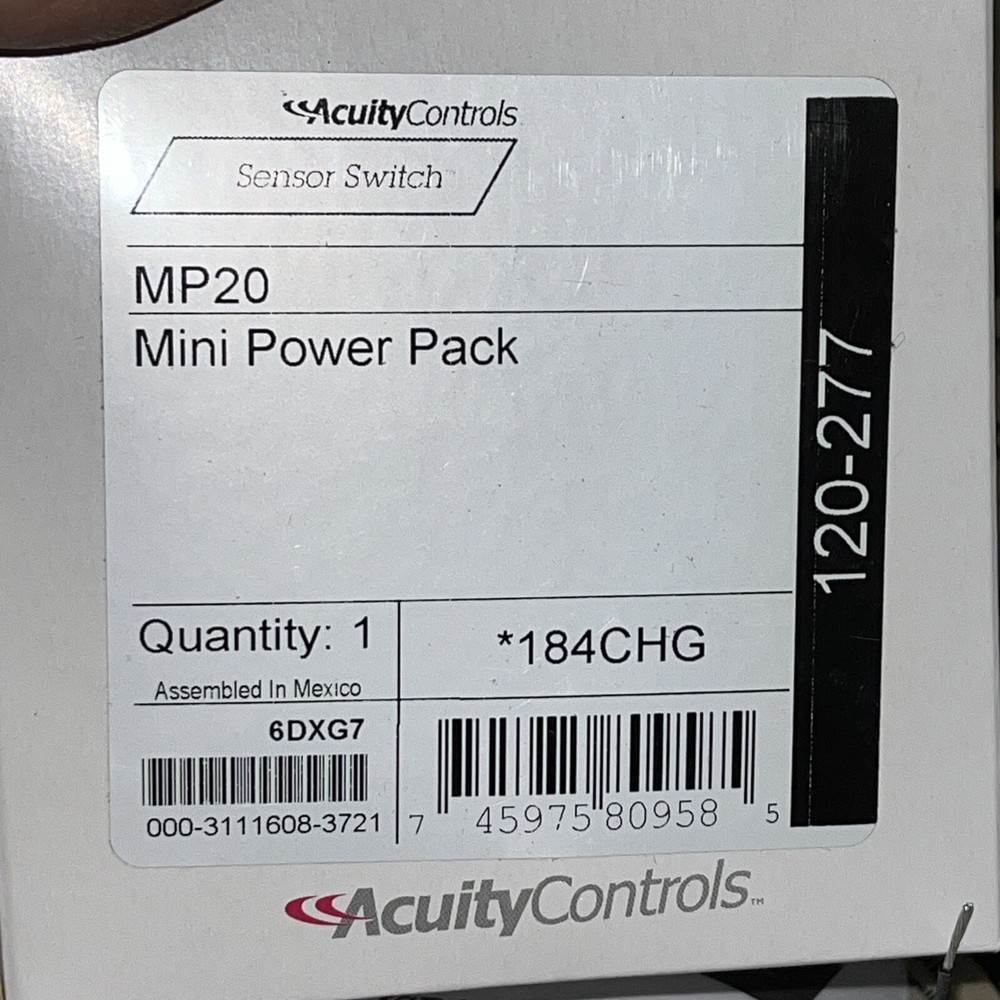 AcuityControls
Sensor Switch
MP20
Mini Power Pack
120-277
Quantity: 1
Assembled In Mexico
*184CHG
6DXG7
000-3111608-3721
7 45975 80958 5
AcuityControls™